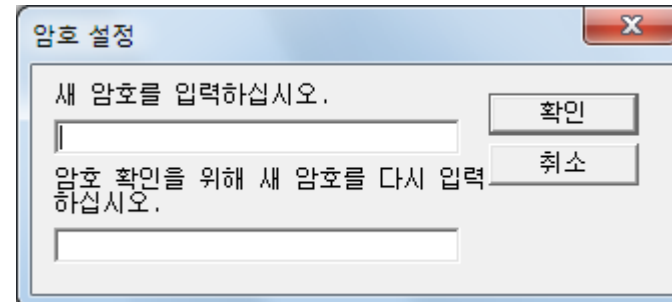 암호 설정
새 암호를 입력하십시오.
확인
취소
암호 확인을 위해 새 암호를 다시 입력
하십시오.